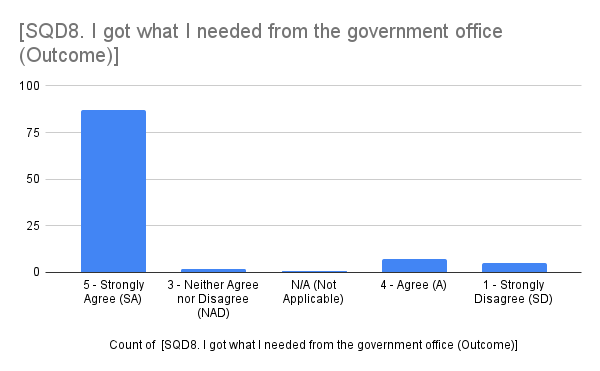 [SQD8. I got what I needed from the government office
(Outcome)]
100
75
50
25
0
5 - Strongly
Agree (SA)
3 - Neither Agree
nor Disagree
(NAD)
N/A (Not
Applicable)
4 - Agree (A)
1 - Strongly
Disagree (SD)
Count of  [SQD8. I got what I needed from the government office (Outcome)]